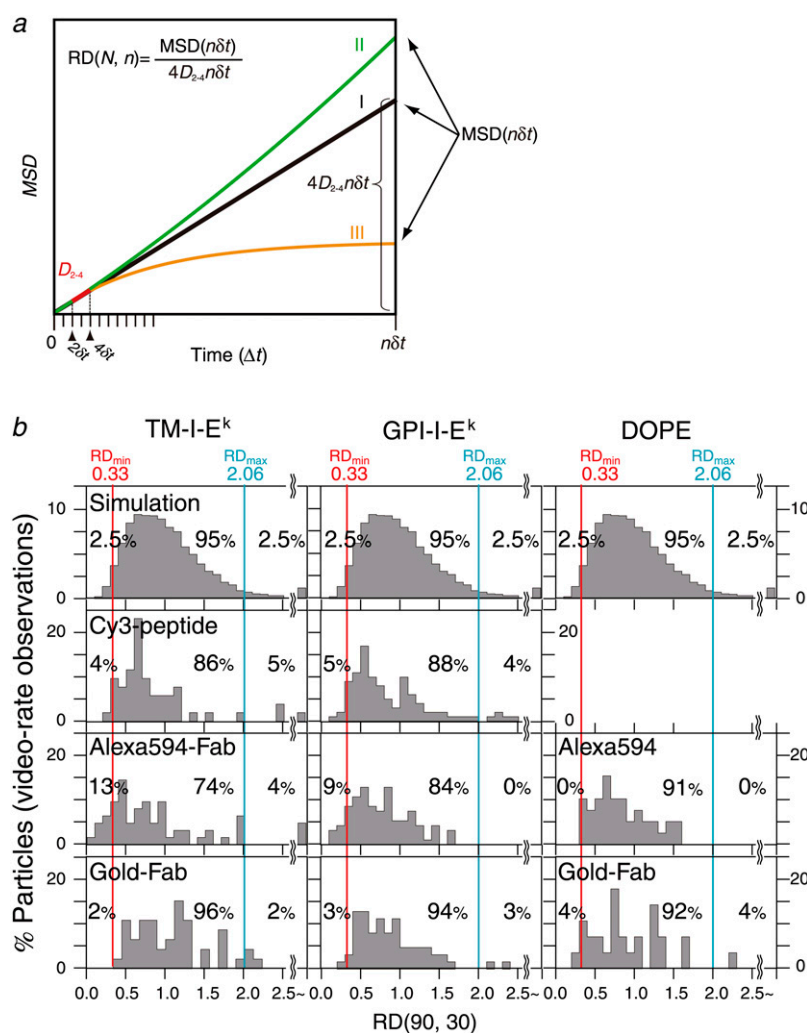 a
RD(N, n)= MSD(nδt) / 4D2-4nδt
II
I
MSD(nδt)
4D2-4nδt
III
MSD
D2-4
0
2δt
4δt
Time (Δt)
nδt
b
TM-I-Eᵏ GPI-I-Eᵏ DOPE
RDmin RDmax RDmin RDmax RDmin RDmax
0.33 2.06 0.33 2.06 0.33 2.06
% Particles (video-rate observations)
10 Simulation 10
2.5% 95% 2.5% 2.5% 95% 2.5% 2.5% 95% 2.5%
0 0
20 Cy3-peptide 20
4% 86% 5% 5% 88% 4%
0 0
20 Alexa594-Fab Alexa594 20
13% 74% 4% 9% 84% 0% 0% 91% 0%
0 0
20 Gold-Fab Gold-Fab 20
2% 96% 2% 3% 94% 3% 4% 92% 4%
0 0
0.0 0.5 1.0 1.5 2.0 2.5~ 0.0 0.5 1.0 1.5 2.0 2.5~ 0.0 0.5 1.0 1.5 2.0 2.5~
RD(90, 30)